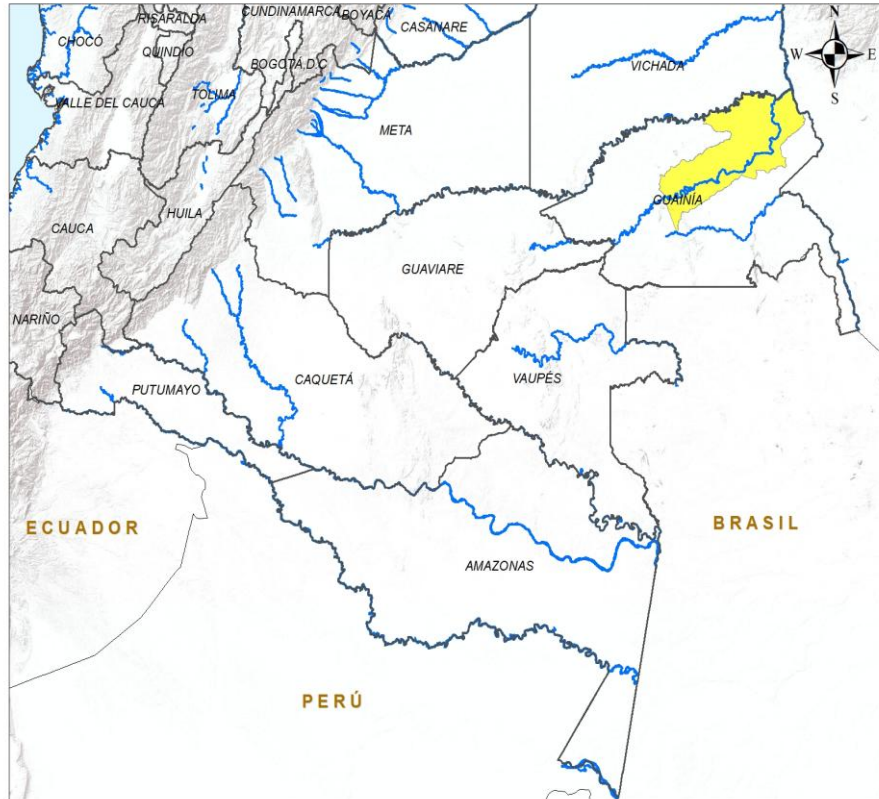 CUNDINAMARCA
BOYACÁ
RISARALDA
CASANARE
N
CHOCÓ
QUINDÍO
BOGOTÁ D.C
W
E
VICHADA
S
TOLIMA
VALLE DEL CAUCA
META
GUAINÍA
HUILA
CAUCA
GUAVIARE
NARIÑO
CAQUETÁ
VAUPÉS
PUTUMAYO
ECUADOR
BRASIL
AMAZONAS
PERÚ